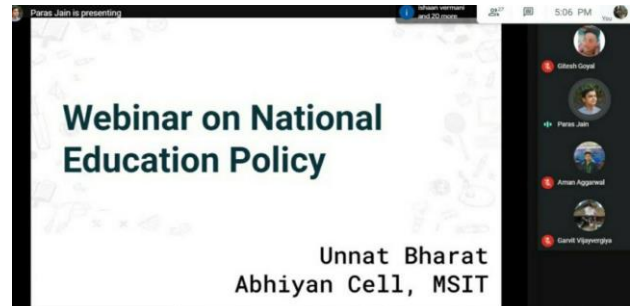 Paras Jain is presenting
Ishaan vermani
and 20 more
27
5:06 PM
You
Webinar on National
Education Policy
Unnat Bharat
Abhiyan Cell, MSIT
Gitesh Goyal
Paras Jain
Aman Aggarwal
Garvit Vijayvergiya